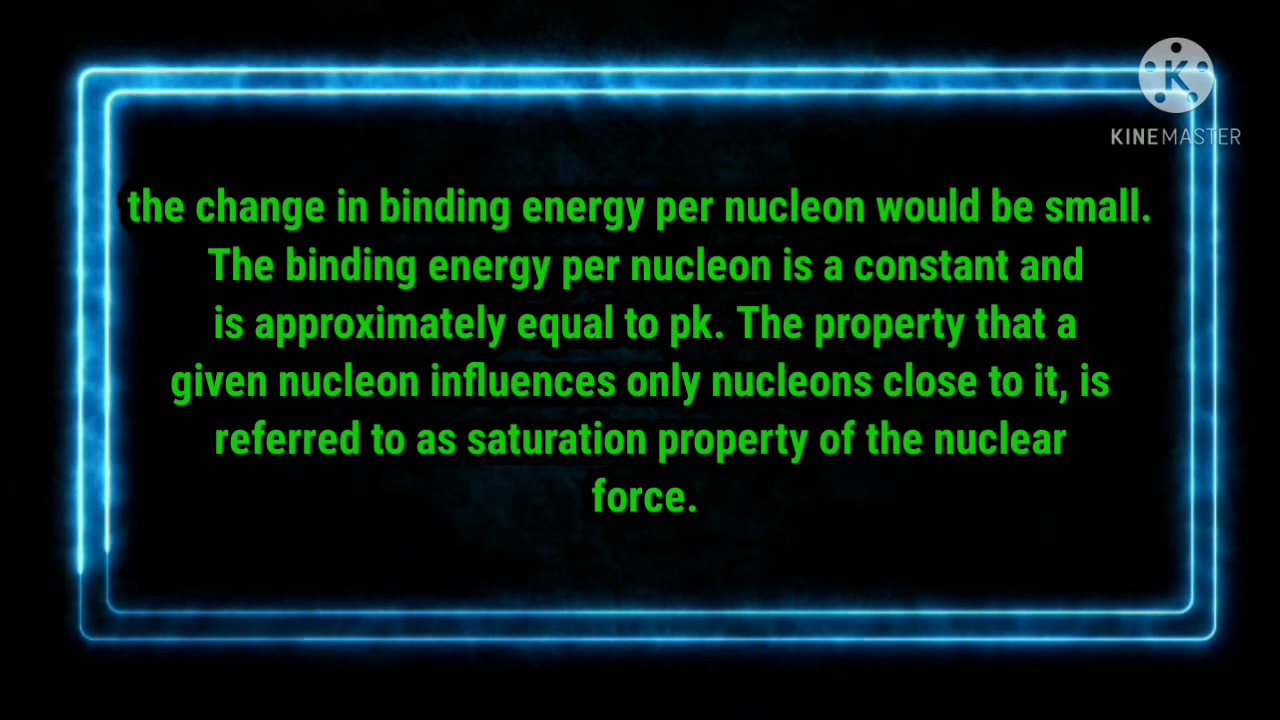 KINEMASTER
the change in binding energy per nucleon would be small.
The binding energy per nucleon is a constant and
is approximately equal to pk. The property that a
given nucleon influences only nucleons close to it, is
referred to as saturation property of the nuclear
force.